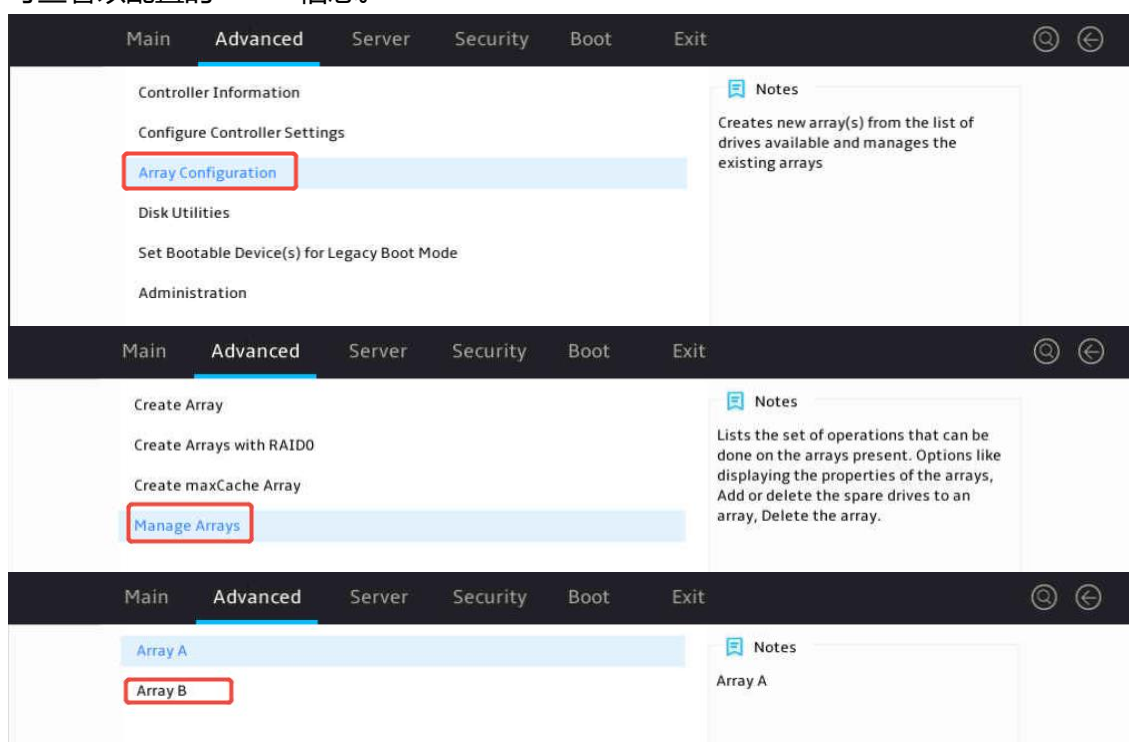 Main Advanced Server Security Boot Exit
Controller Information
Configure Controller Settings
Array Configuration
Disk Utilities
Set Bootable Device(s) for Legacy Boot Mode
Administration
Notes
Creates new array(s) from the list of
drives available and manages the
existing arrays
Main Advanced Server Security Boot Exit
Create Array
Create Arrays with RAID0
Create maxCache Array
Manage Arrays
Notes
Lists the set of operations that can be
done on the arrays present. Options like
displaying the properties of the arrays,
Add or delete the spare drives to an
array, Delete the array.
Main Advanced Server Security Boot Exit
Array A
Array B
Notes
Array A